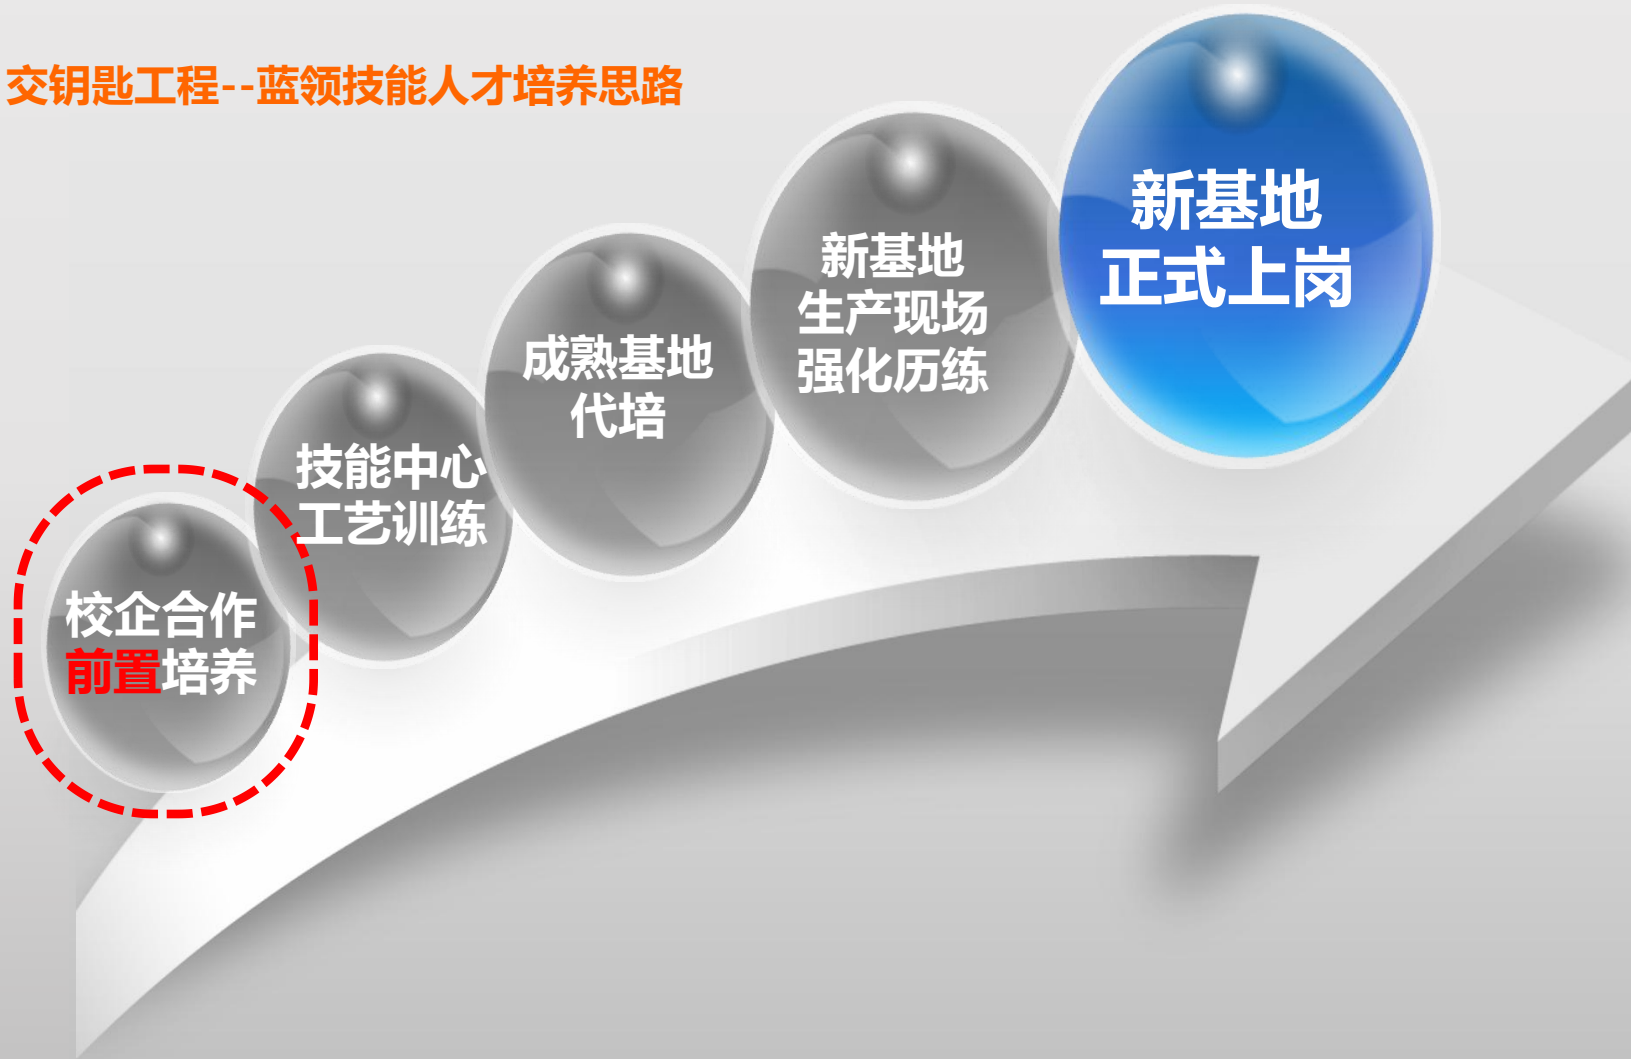 交钥匙工程--蓝领技能人才培养思路
校企合作
前置培养
技能中心
工艺训练
成熟基地
代培
新基地
生产现场
强化历练
新基地
正式上岗